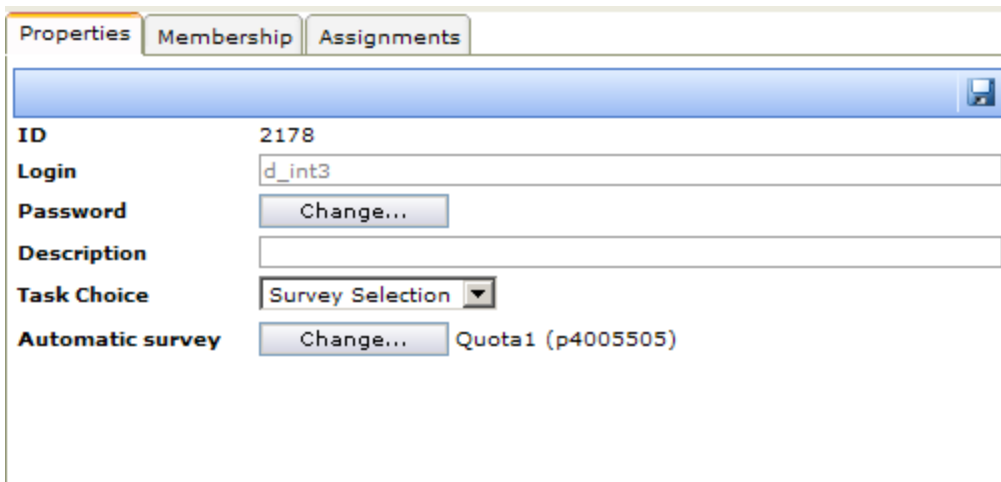 Properties Membership Assignments
ID 2178
Login d_int3
Password Change...
Description
Task Choice Survey Selection
Automatic survey Change... Quota1 (p4005505)